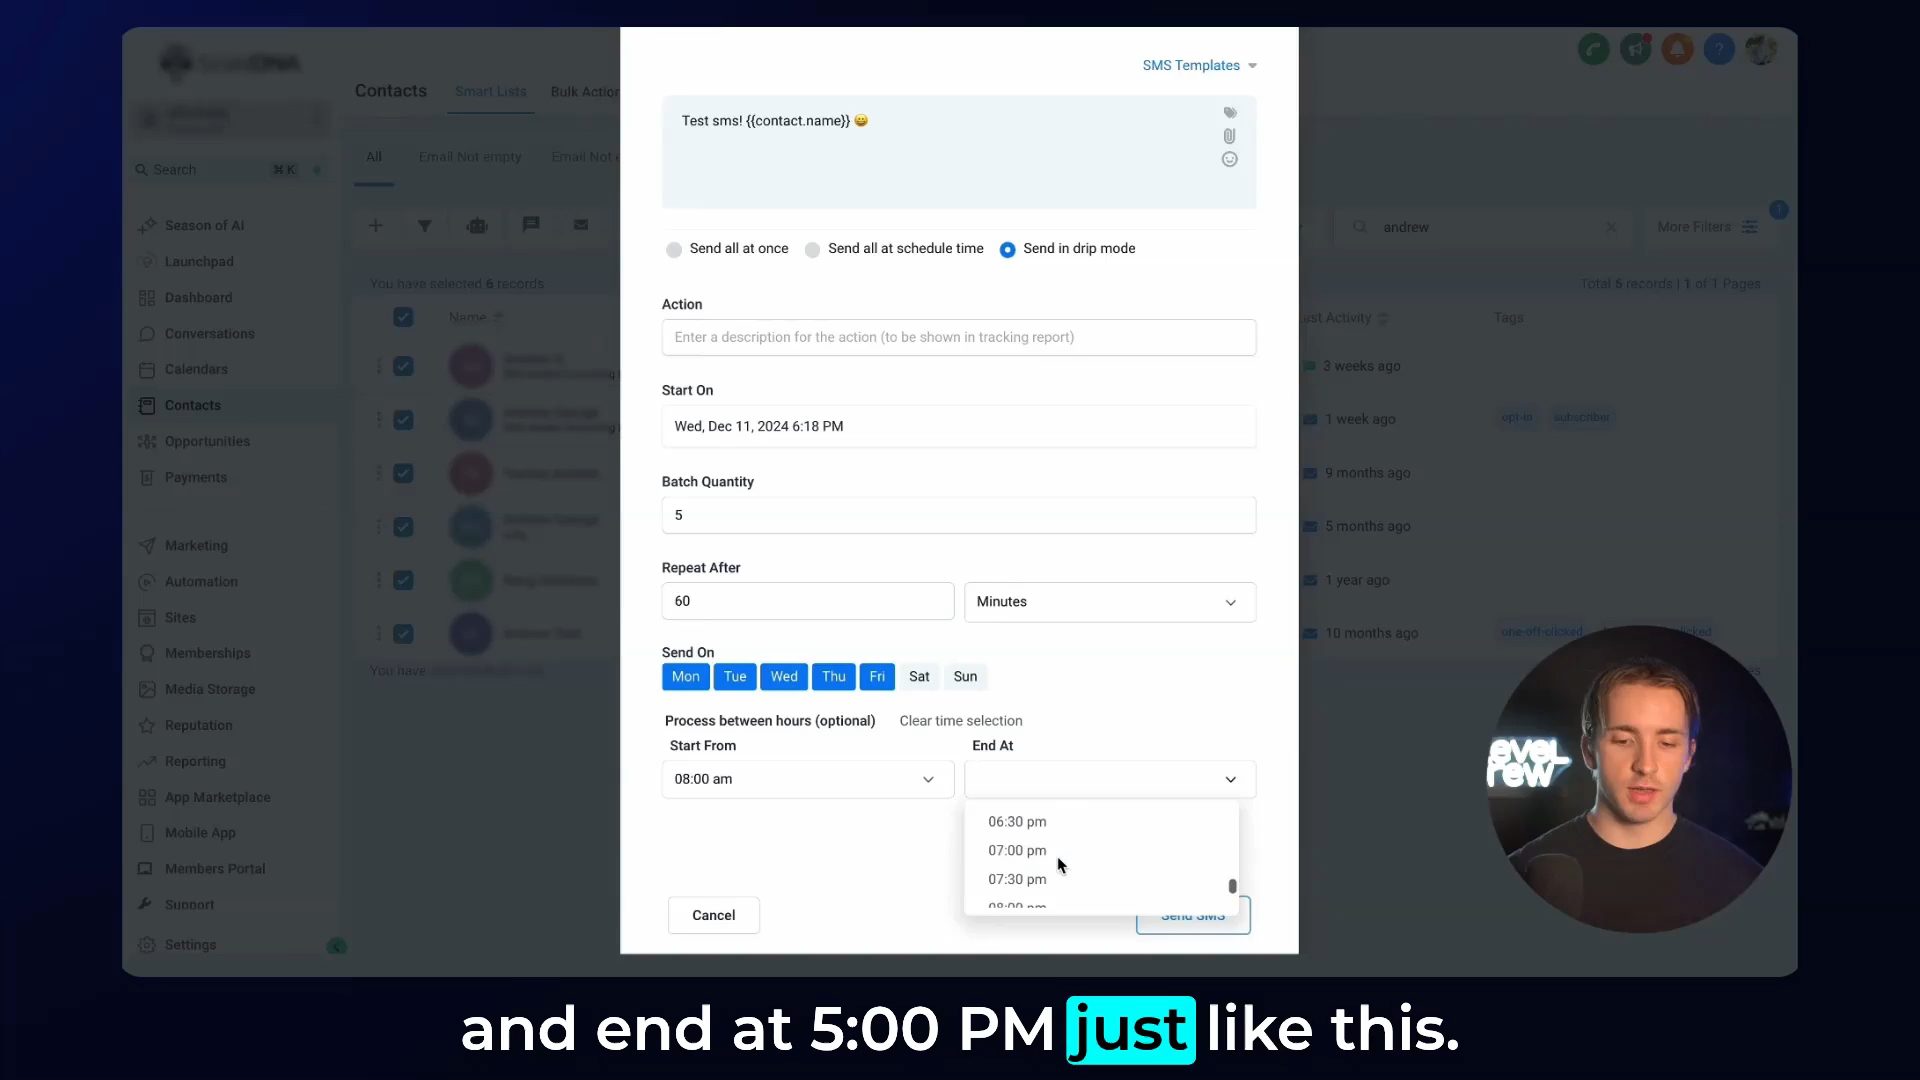 SMS Templates
Contacts
Smart Lists
Bulk Action
Test sms! {{contact.name}} 😀
All
Email Not empty
Email Not
Search
⌘ K
Season of AI
Launchpad
Dashboard
Conversations
Calendars
Contacts
Opportunities
Payments
Marketing
Automation
Sites
Memberships
Media Storage
Reputation
Reporting
App Marketplace
Mobile App
Members Portal
Support
Settings
andrew
More Filters
You have selected 6 records
Total 6 records | 1 of 1 Pages
Name
Last Activity
Tags
3 weeks ago
1 week ago
opt-in
subscriber
9 months ago
5 months ago
1 year ago
10 months ago
one-off-clicked
You have
Send all at once
Send all at schedule time
Send in drip mode
Action
Enter a description for the action (to be shown in tracking report)
Start On
Wed, Dec 11, 2024 6:18 PM
Batch Quantity
5
Repeat After
60
Minutes
Send On
Mon
Tue
Wed
Thu
Fri
Sat
Sun
Process between hours (optional)
Clear time selection
Start From
End At
08:00 am
06:30 pm
07:00 pm
07:30 pm
08:00 pm
Cancel
Send SMS
and end at 5:00 PM just like this.